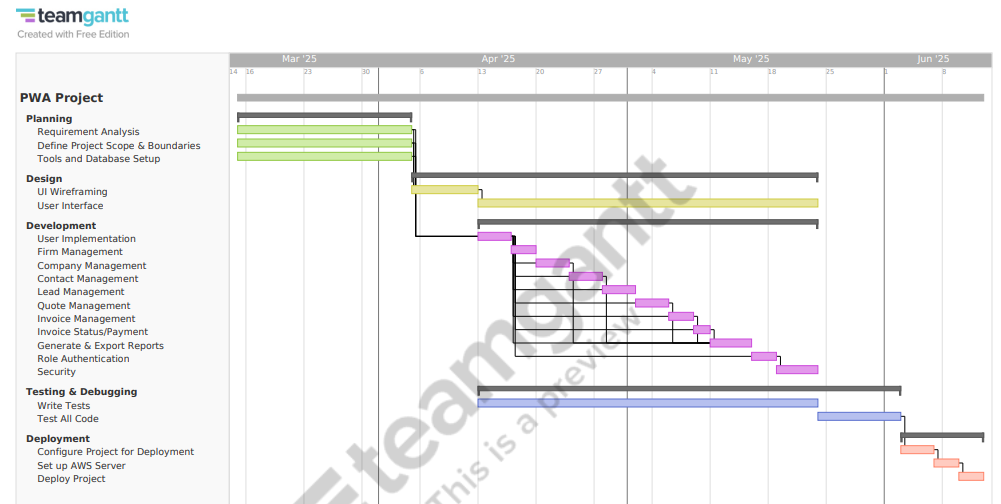 teamgantt
Created with Free Edition
Mar '25 Apr '25 May '25 Jun '25
14 16 23 30 6 13 20 27 4 11 18 25 1 8
PWA Project
Planning
Requirement Analysis
Define Project Scope & Boundaries
Tools and Database Setup
Design
UI Wireframing
User Interface
Development
User Implementation
Firm Management
Company Management
Contact Management
Lead Management
Quote Management
Invoice Management
Invoice Status/Payment
Generate & Export Reports
Role Authentication
Security
Testing & Debugging
Write Tests
Test All Code
Deployment
Configure Project for Deployment
Set up AWS Server
Deploy Project
teamgantt
This is a preview